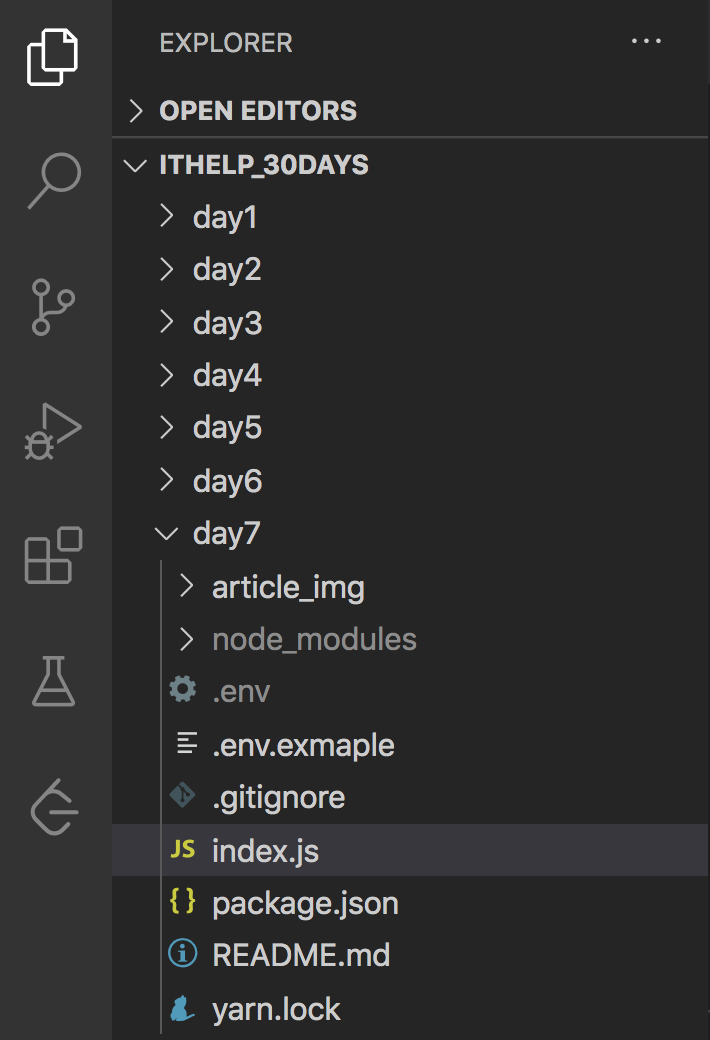 EXPLORER
OPEN EDITORS
ITHELP_30DAYS
day1
day2
day3
day4
day5
day6
day7
article_img
node_modules
.env
.env.exmaple
.gitignore
JS index.js
{} package.json
README.md
yarn.lock